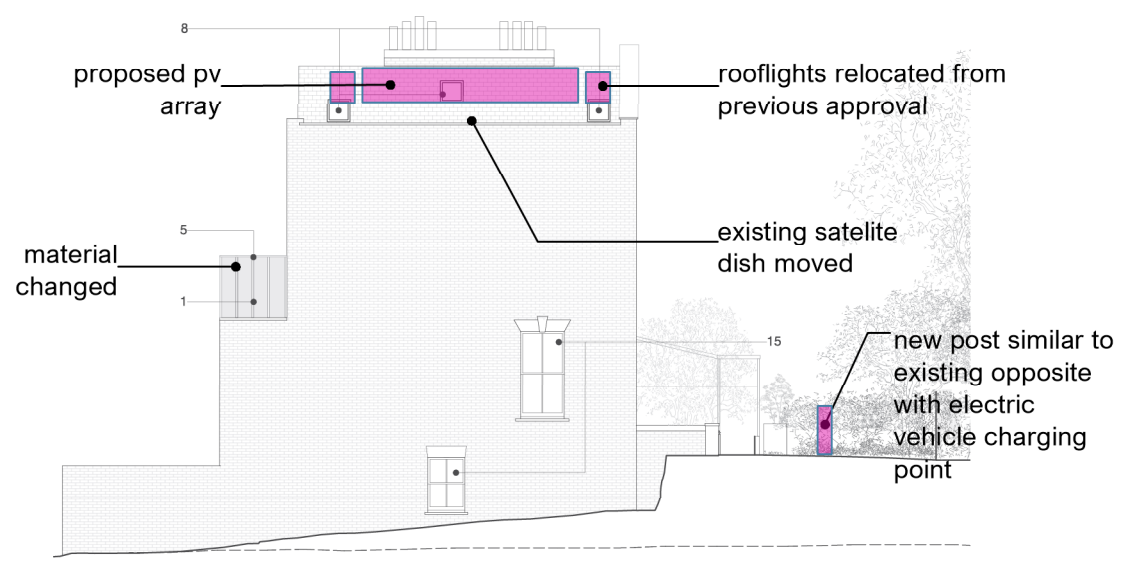 8
proposed pv
array
rooflights relocated from
previous approval
existing satelite
dish moved
5
material
changed
1
15
new post similar to
existing opposite
with electric
vehicle charging
point